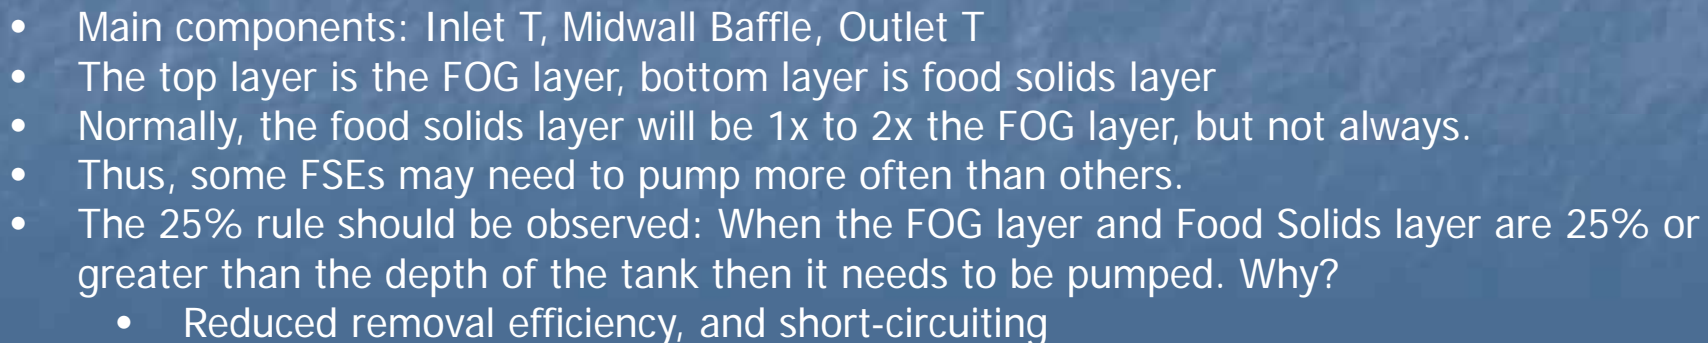 • Main components: Inlet T, Midwall Baffle, Outlet T
• The top layer is the FOG layer, bottom layer is food solids layer
• Normally, the food solids layer will be 1x to 2x the FOG layer, but not always.
• Thus, some FSEs may need to pump more often than others.
• The 25% rule should be observed: When the FOG layer and Food Solids layer are 25% or
greater than the depth of the tank then it needs to be pumped. Why?
• Reduced removal efficiency, and short-circuiting